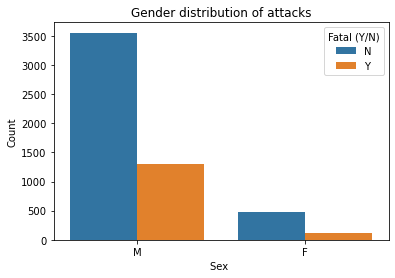 Gender distribution of attacks
Fatal (Y/N)
N
Y
Count
3500
3000
2500
2000
1500
1000
500
0
M
F
Sex